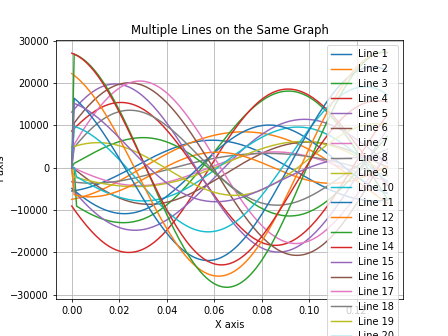 Multiple Lines on the Same Graph
30000
20000
10000
0
−10000
−20000
−30000
0.00
0.02
0.04
0.06
0.08
0.10
X axis
Line 1
Line 2
Line 3
Line 4
Line 5
Line 6
Line 7
Line 8
Line 9
Line 10
Line 11
Line 12
Line 13
Line 14
Line 15
Line 16
Line 17
Line 18
Line 19
Line 20